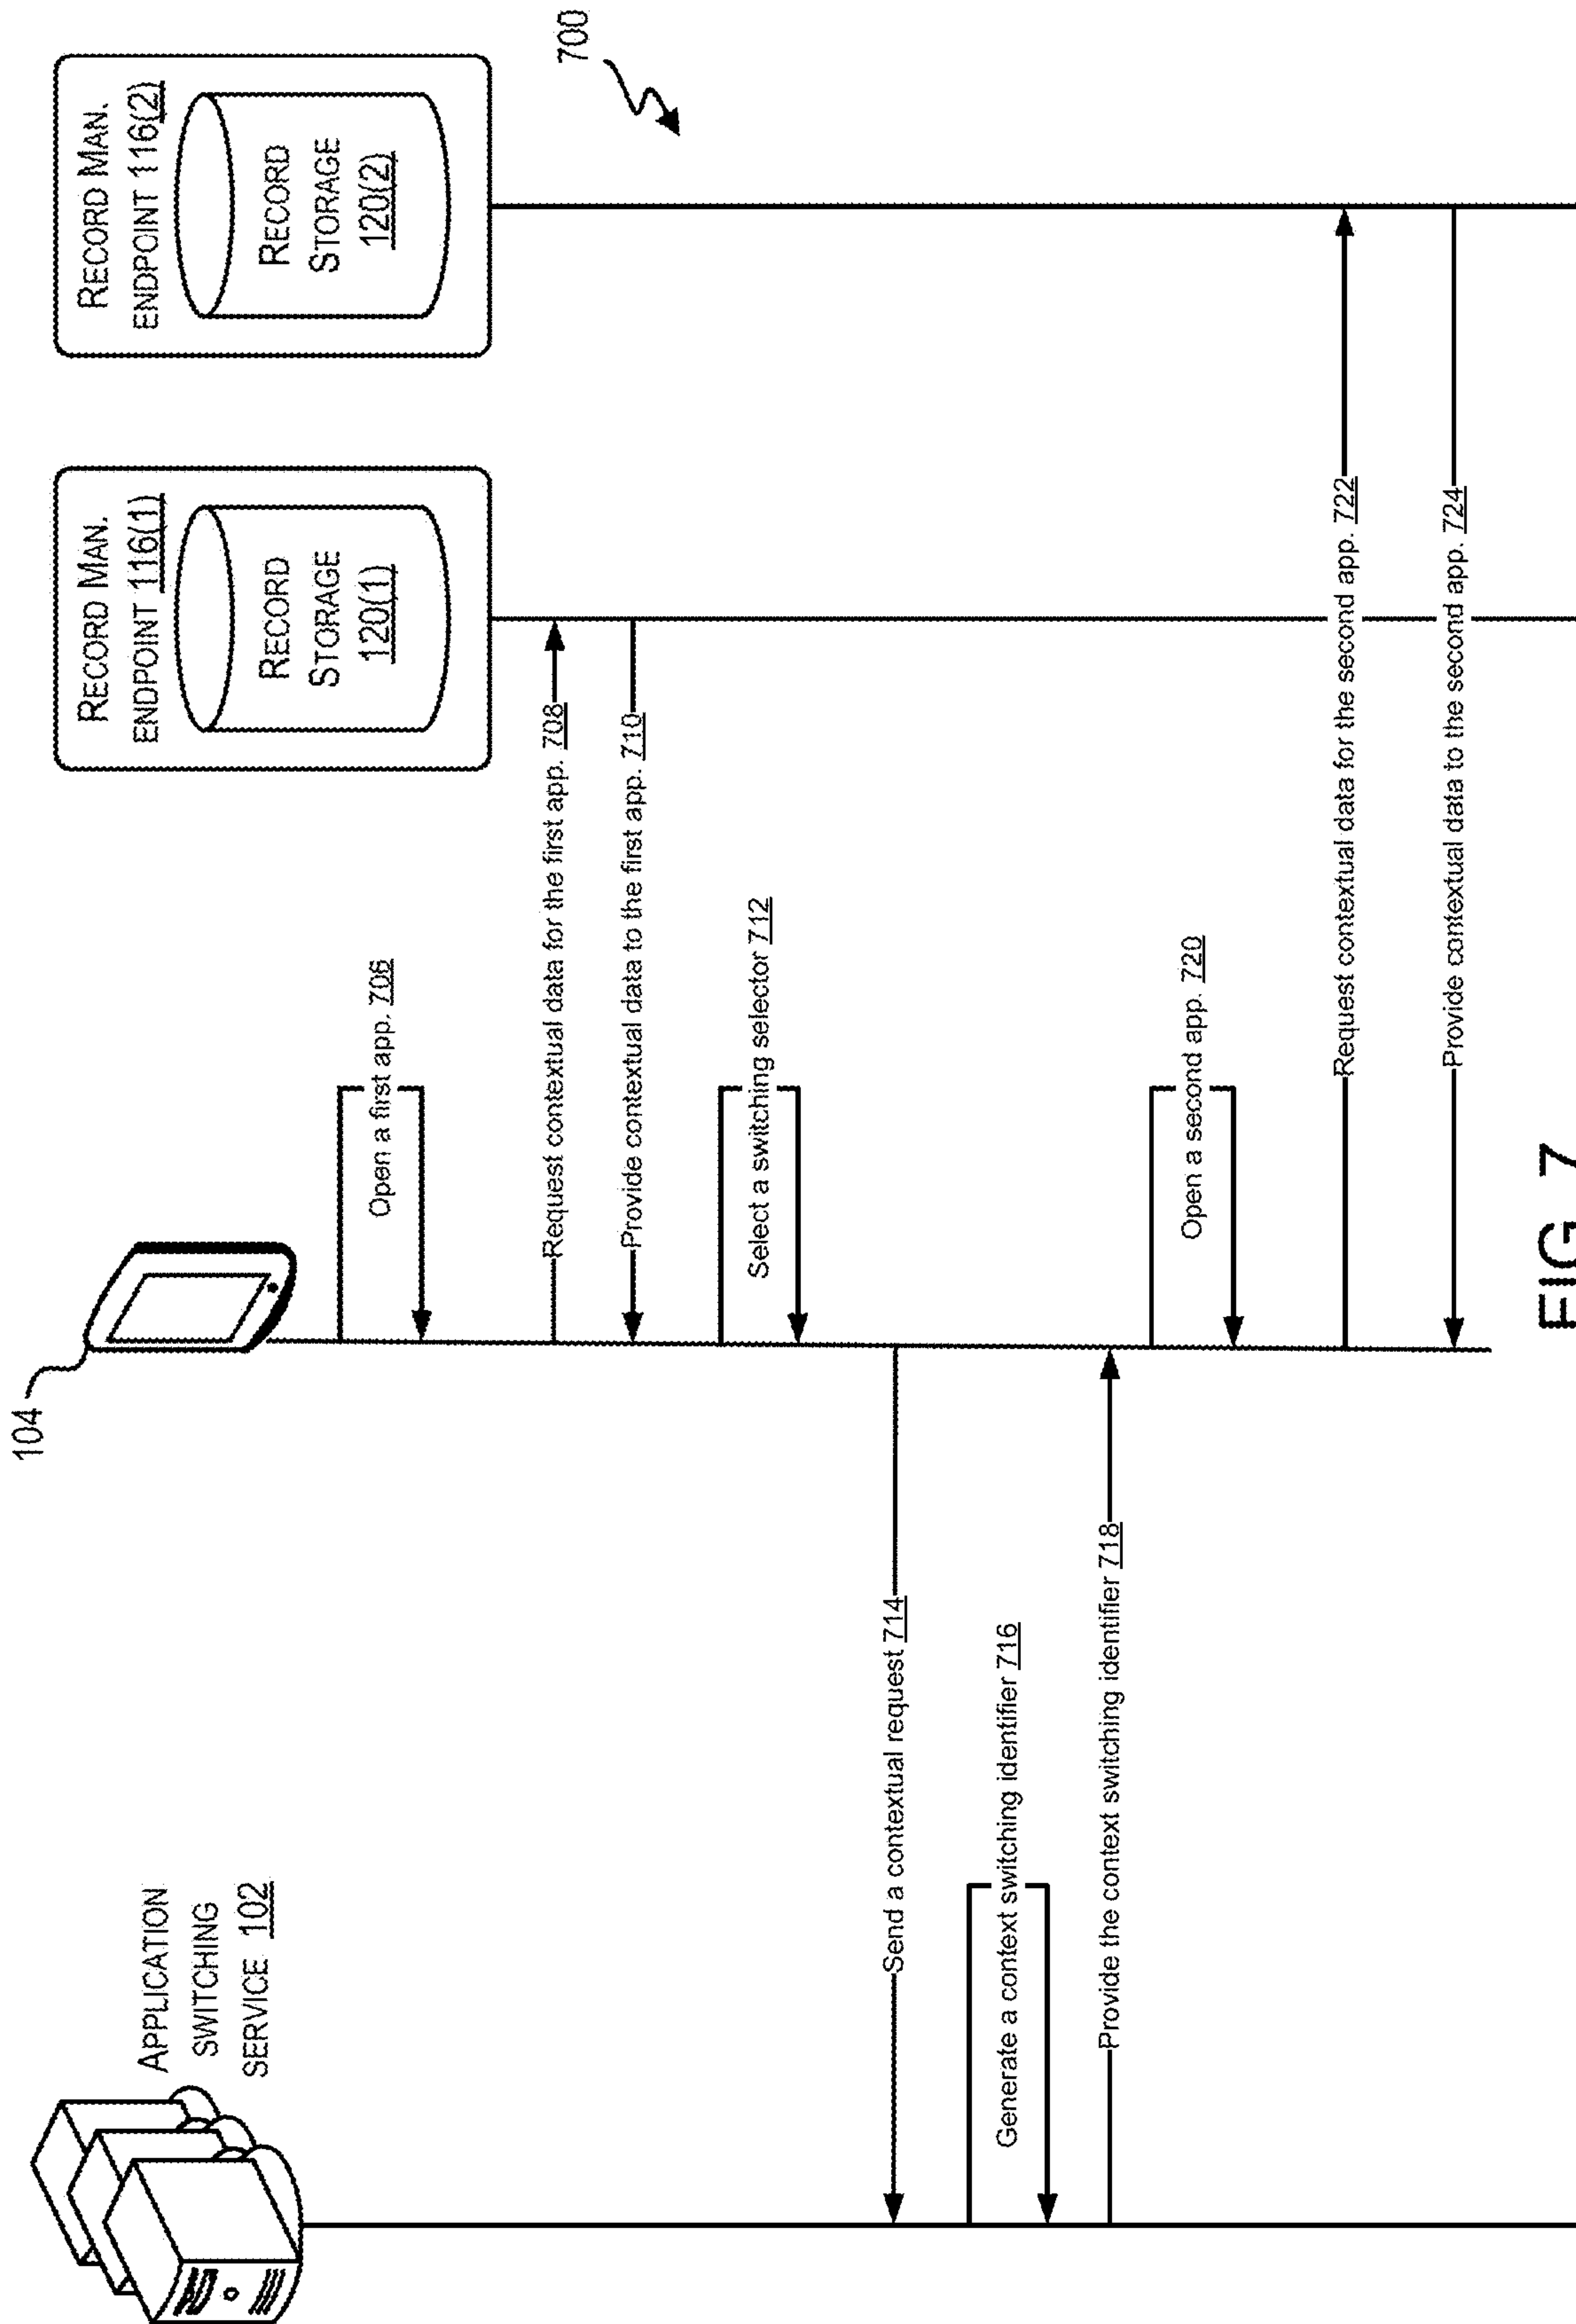 APPLICATION
SWITCHING
SERVICE 102
104
RECORD MAN.
ENDPOINT 116(1)
RECORD
STORAGE
120(1)
RECORD MAN.
ENDPOINT 116(2)
RECORD
STORAGE
120(2)
700
Open a first app. 706
Request contextual data for the first app. 708
Provide contextual data to the first app. 710
Select a switching selector 712
Send a contextual request 714
Generate a context switching identifier 716
Provide the context switching identifier 718
Open a second app. 720
Request contextual data for the second app. 722
Provide contextual data to the second app. 724
FIG. 7